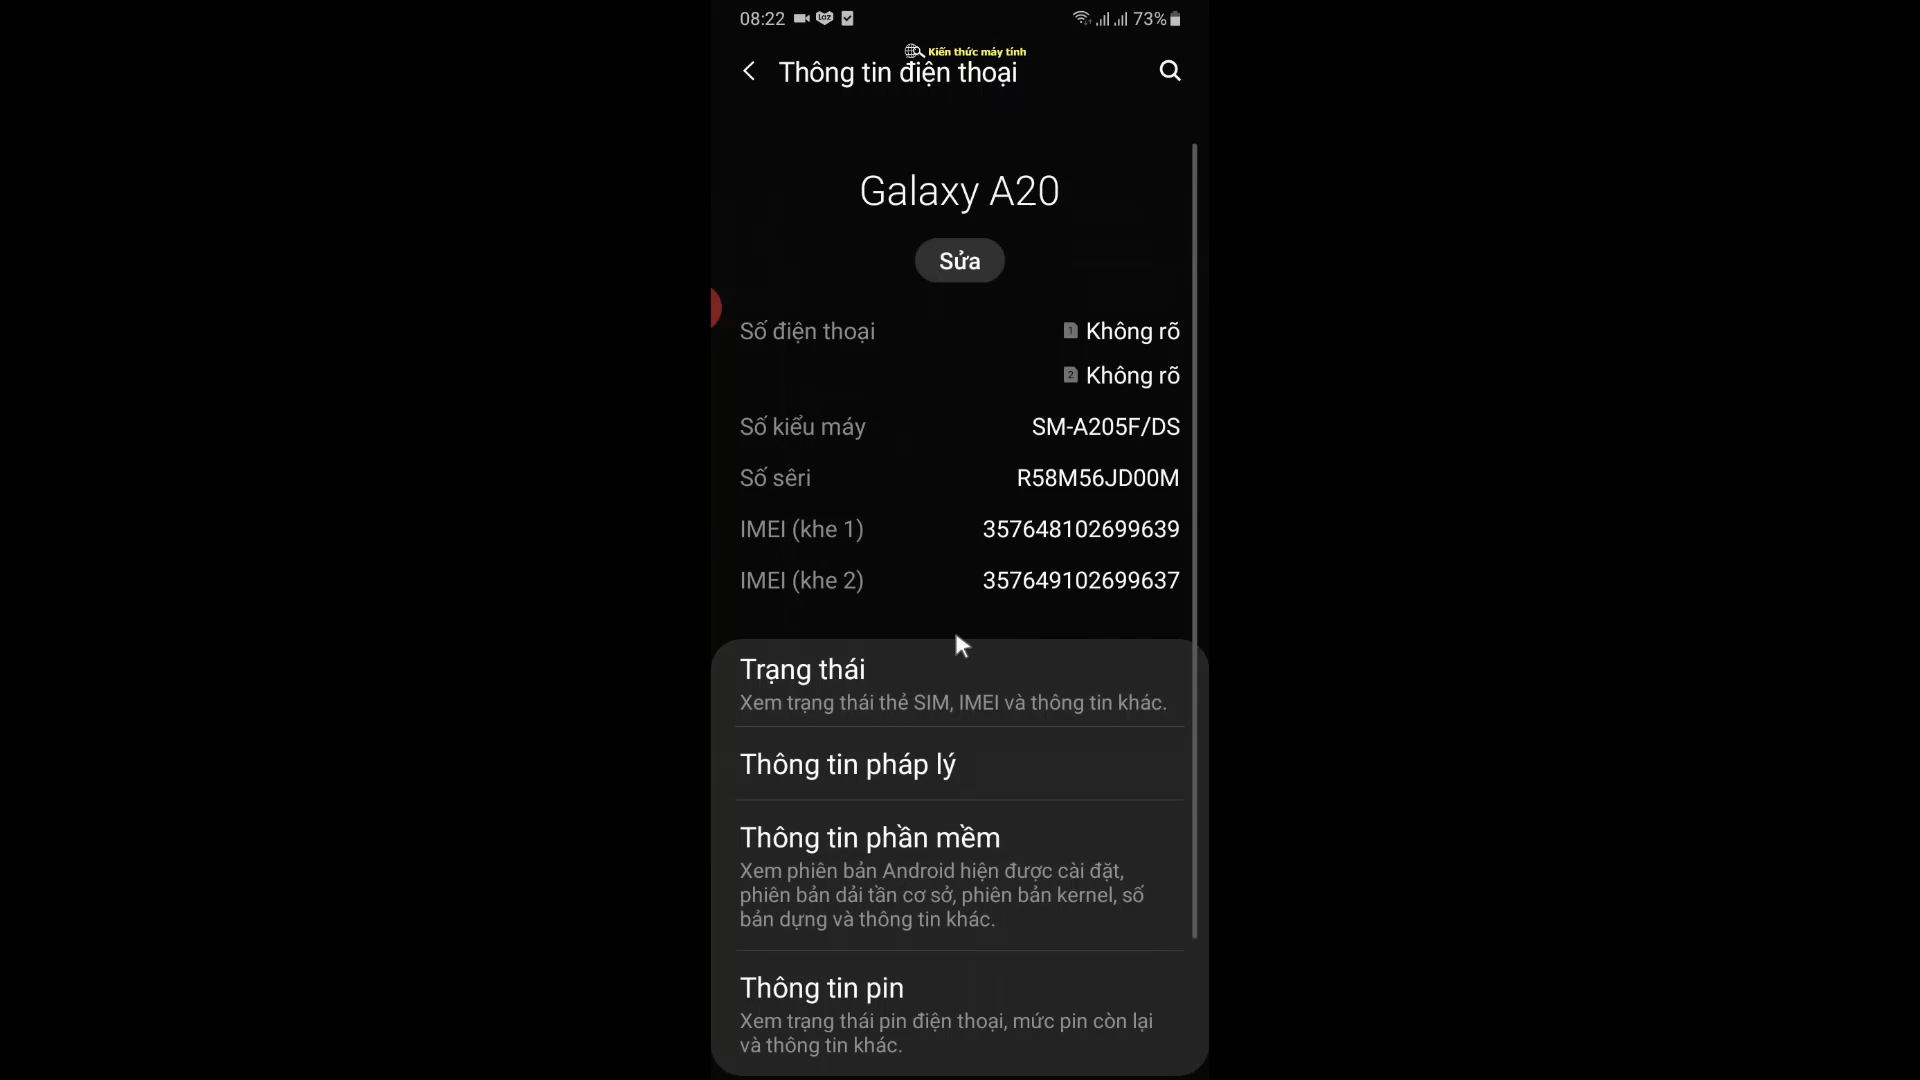 08:22 73%
Kiến thức máy tính
Thông tin điện thoại
Galaxy A20
Sửa
Số điện thoại 1 Không rõ
2 Không rõ
Số kiểu máy SM-A205F/DS
Số sêri R58M56JD00M
IMEI (khe 1) 357648102699639
IMEI (khe 2) 357649102699637
Trạng thái
Xem trạng thái thẻ SIM, IMEI và thông tin khác.
Thông tin pháp lý
Thông tin phần mềm
Xem phiên bản Android hiện được cài đặt,
phiên bản dải tần cơ sở, phiên bản kernel, số
bản dựng và thông tin khác.
Thông tin pin
Xem trạng thái pin điện thoại, mức pin còn lại
và thông tin khác.